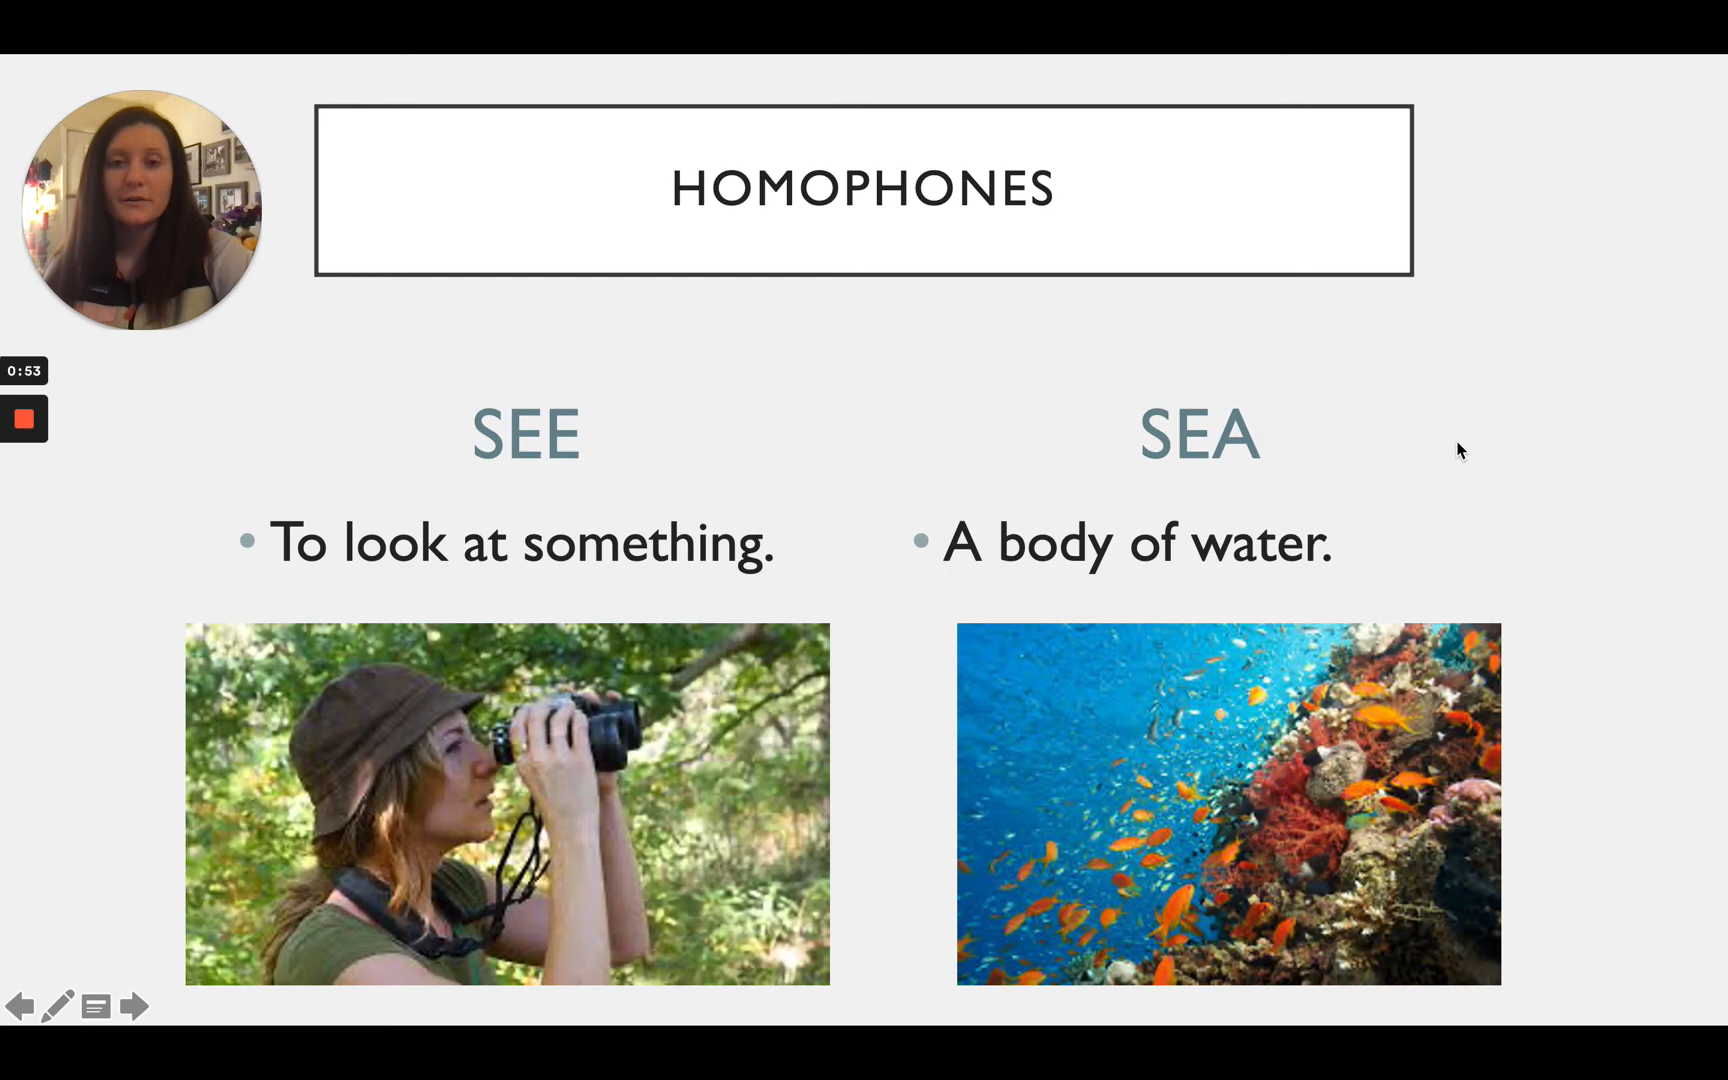 HOMOPHONES
0:53
SEE
• To look at something.
SEA
• A body of water.